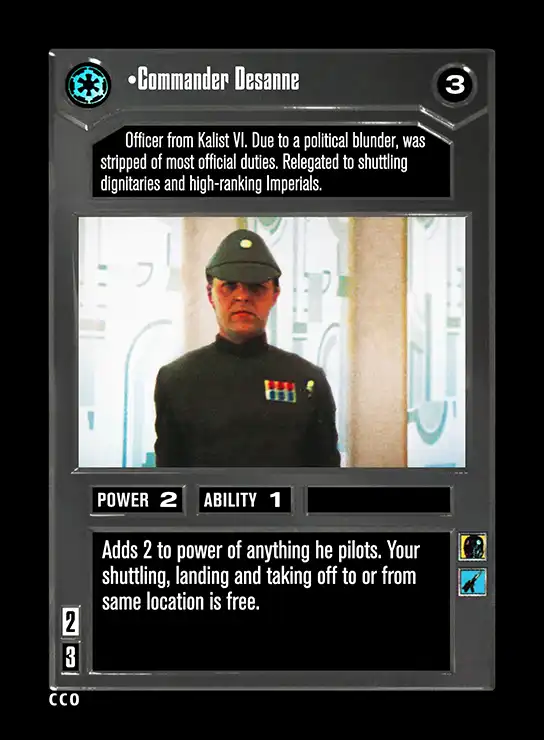 •Commander Desanne
3
Officer from Kalist VI. Due to a political blunder, was
stripped of most official duties. Relegated to shuttling
dignitaries and high-ranking Imperials.
POWER 2
ABILITY 1
Adds 2 to power of anything he pilots. Your
shuttling, landing and taking off to or from
same location is free.
2
3
CCO